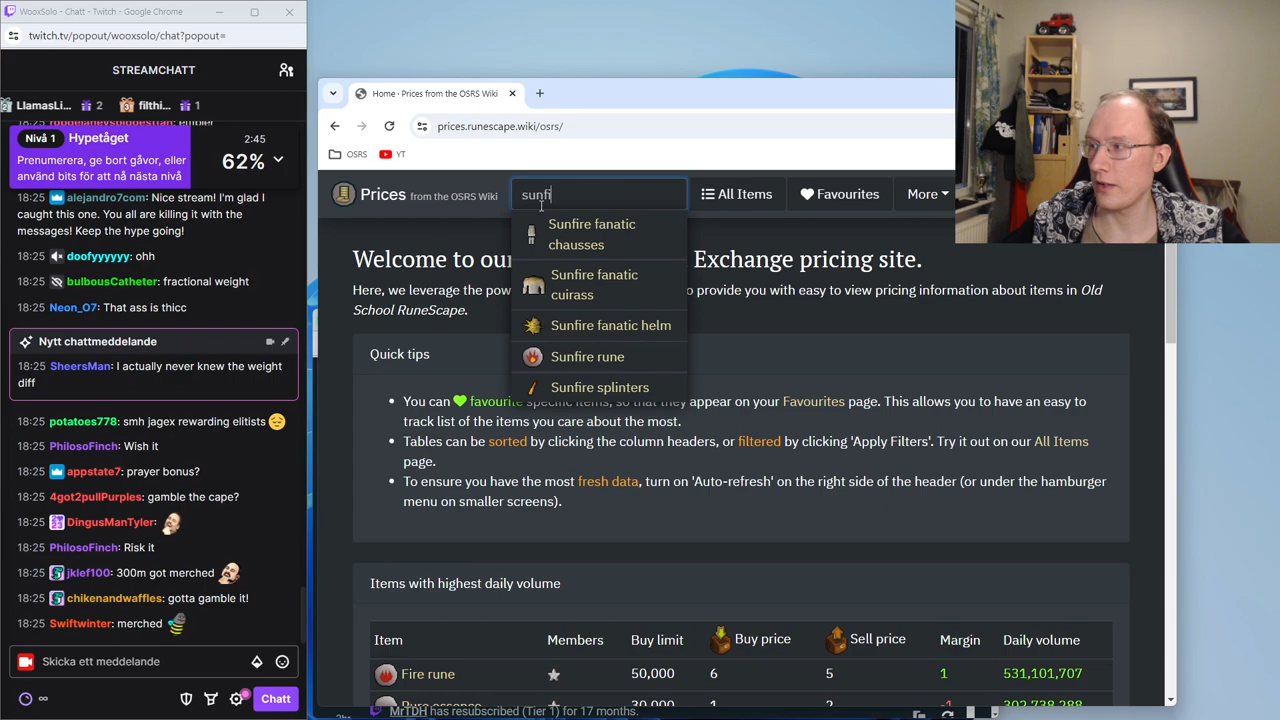 WooxSolo - Chatt - Twitch - Google Chrome
twitch.tv/popout/wooxsolo/chat?popout=
STREAMCHATT
LlamasLi... 2 filthi... 1
Nivå 1 Hypetåget
Prenumerera, ge bort gåvor, eller
använd bits för att nå nästa nivå
2:45
62%
alejandro7com: Nice stream! I'm glad I
caught this one. You all are killing it with the
messages! Keep the hype going!
18:25 doofyyyyyy: ohh
18:25 bulbousCatheter: fractional weight
18:25 Neon_O7: That ass is thicc
Nytt chattmeddelande
18:25 SheersMan: I actually never knew the weight
diff
18:25 potatoes778: smh jagex rewarding elitists
18:25 PhilosoFinch: Wish it
18:25 appstate7: prayer bonus?
18:25 4got2pullPurples: gamble the cape?
18:25 DingusManTyler:
18:25 PhilosoFinch: Risk it
18:25 jklef100: 300m got merched
18:25 chikenandwaffles: gotta gamble it!
18:25 Swiftwinter: merched
Skicka ett meddelande
Chatt
Home · Prices from the OSRS Wiki
prices.runescape.wiki/osrs/
OSRS
YT
Prices from the OSRS Wiki
sunfi
All Items
Favourites
More
Sunfire fanatic
chausses
Sunfire fanatic
cuirass
Sunfire fanatic helm
Sunfire rune
Sunfire splinters
Welcome to our Exchange pricing site.
Here, we leverage the pow o provide you with easy to view pricing information about items in Old
School RuneScape.
Quick tips
You can favourite specific items, so that they appear on your Favourites page. This allows you to have an easy to
track list of the items you care about the most.
Tables can be sorted by clicking the column headers, or filtered by clicking 'Apply Filters'. Try it out on our All Items
page.
To ensure you have the most fresh data, turn on 'Auto-refresh' on the right side of the header (or under the hamburger
menu on smaller screens).
Items with highest daily volume
Item Members Buy limit Buy price Sell price Margin Daily volume
Fire rune 50,000 6 5 1 531,101,707
MrTDH has resubscribed (Tier 1) for 17 months.